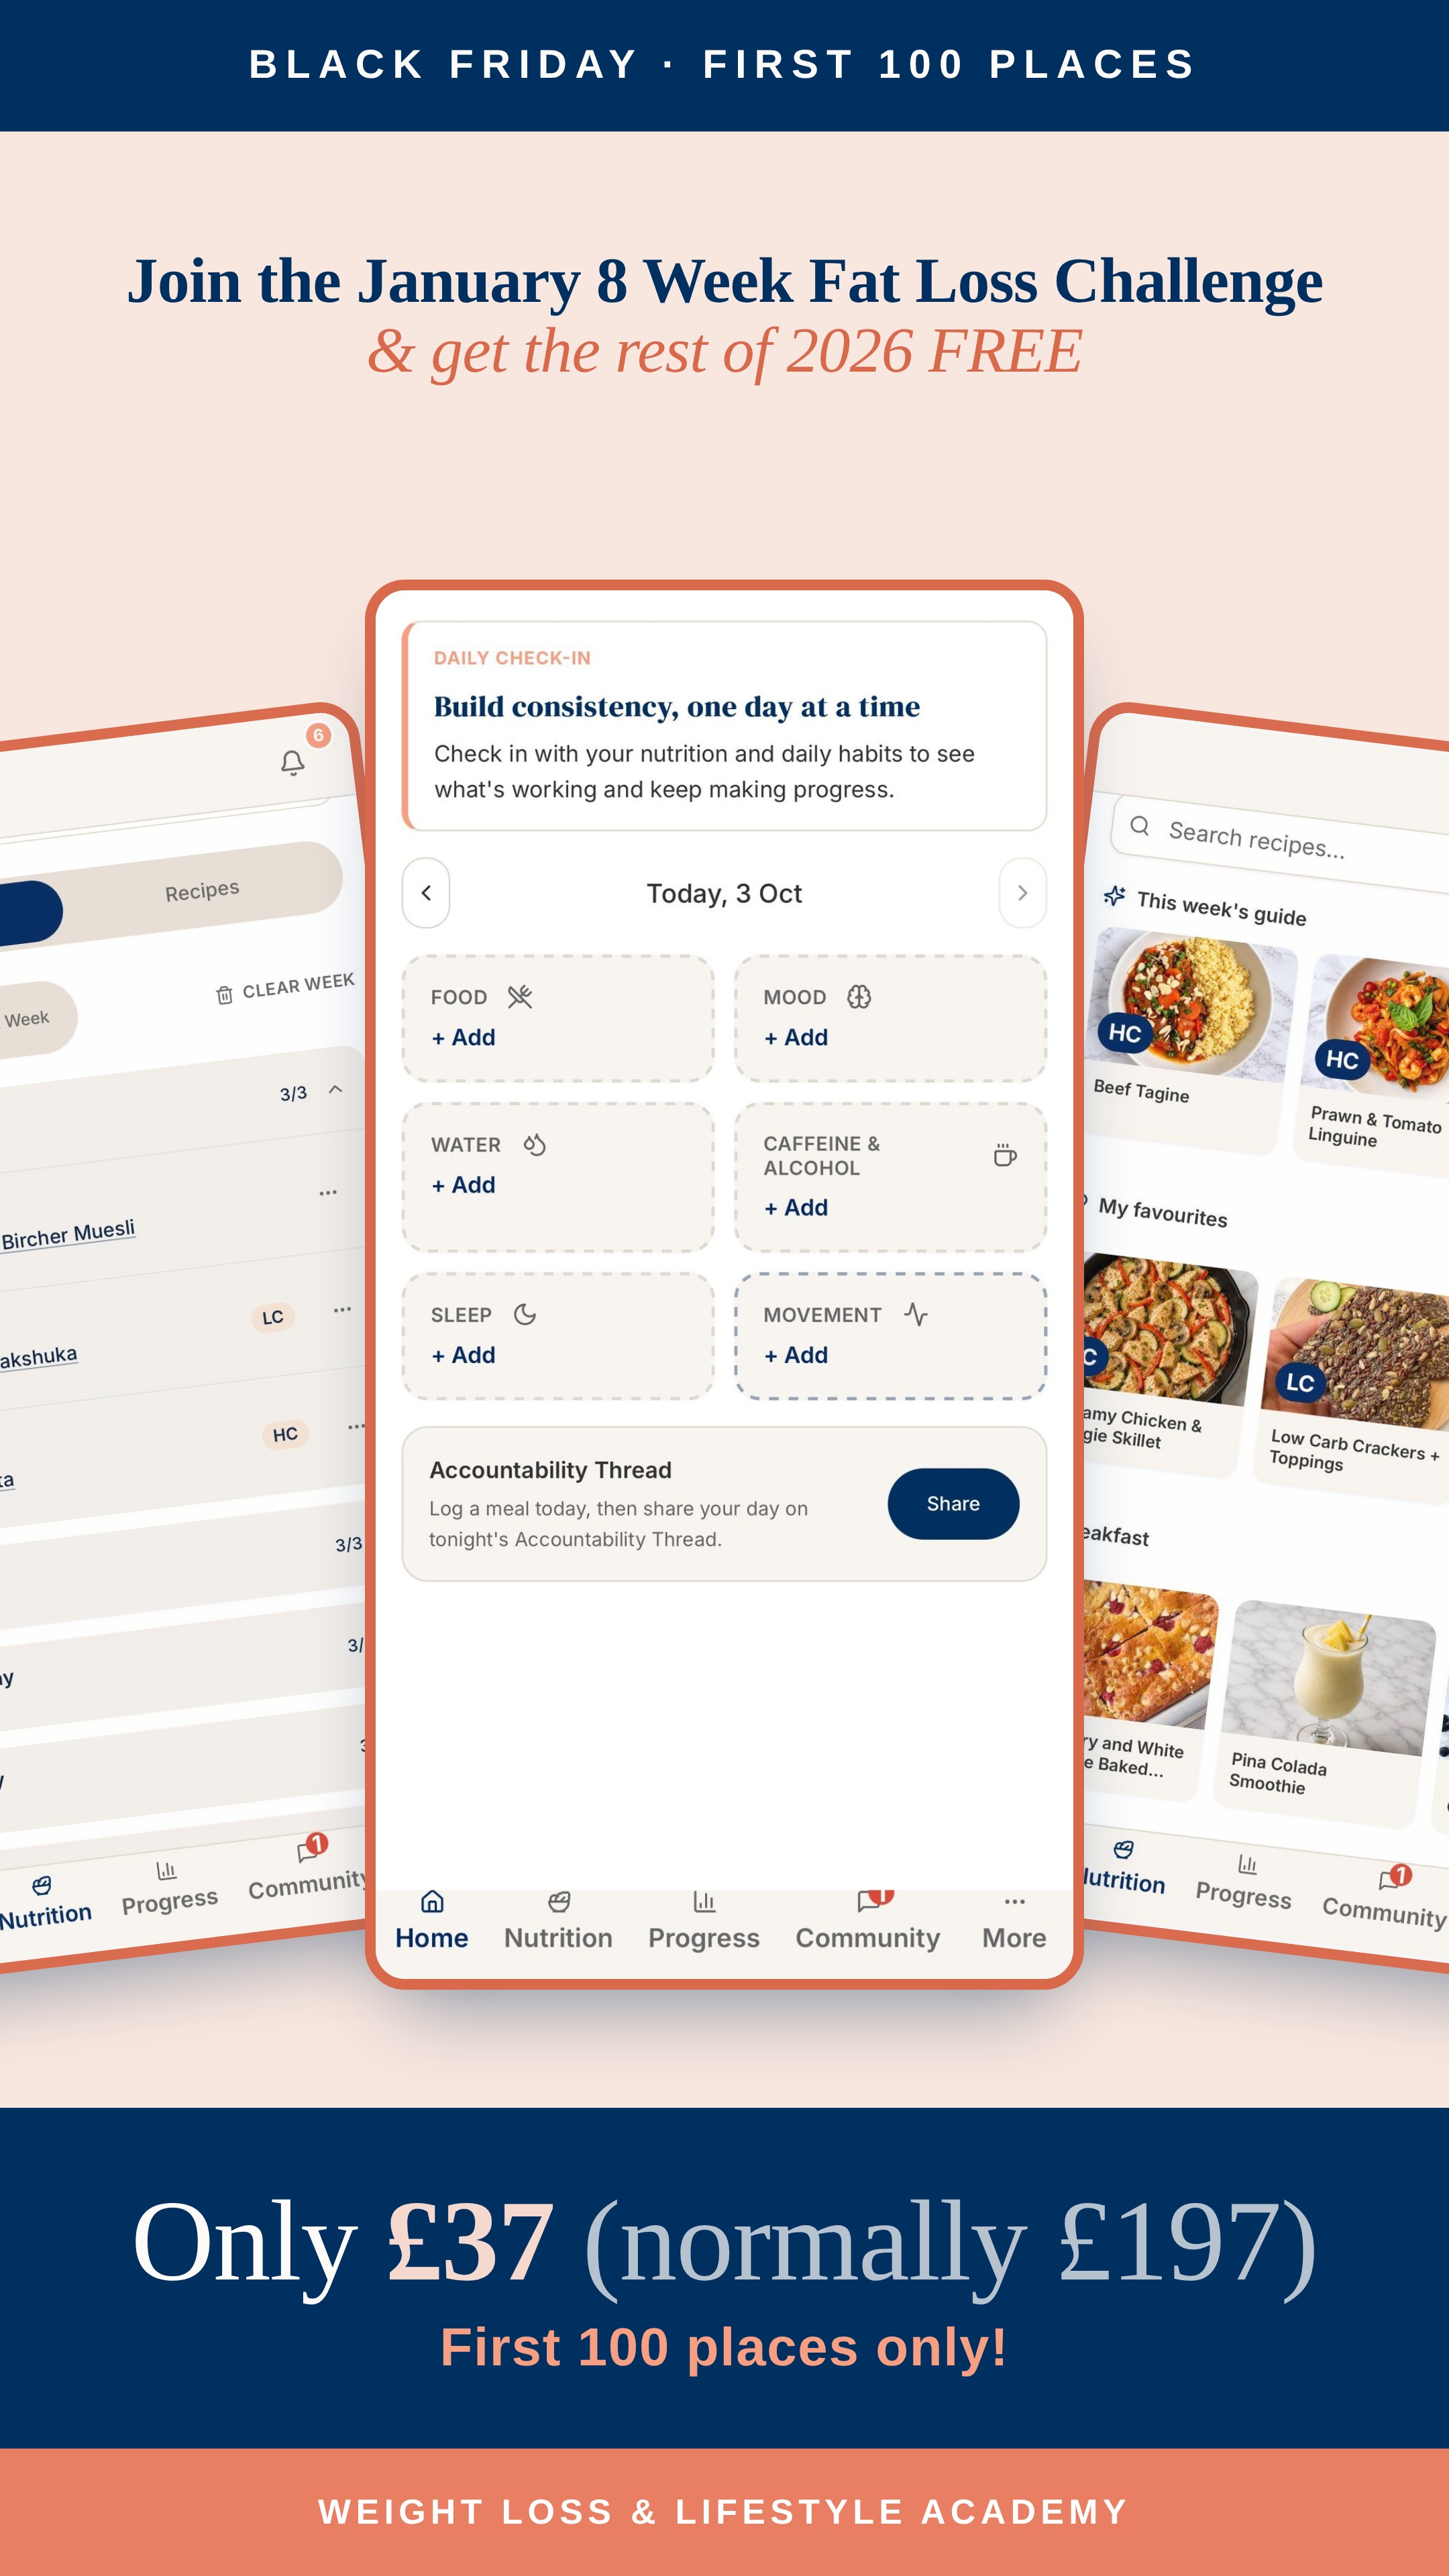 BLACK FRIDAY · FIRST 100 PLACES
Join the January 8 Week Fat Loss Challenge
& get the rest of 2026 FREE
6
Recipes
Week
CLEAR WEEK
3/3
Bircher Muesli
LC
HC
3/3
Nutrition
Progress
Community
1
DAILY CHECK-IN
Build consistency, one day at a time
Check in with your nutrition and daily habits to see
what's working and keep making progress.
Today, 3 Oct
FOOD
+ Add
MOOD
+ Add
WATER
+ Add
CAFFEINE &
ALCOHOL
+ Add
SLEEP
+ Add
MOVEMENT
+ Add
Accountability Thread
Log a meal today, then share your day on
tonight's Accountability Thread.
Share
Home
Nutrition
Progress
Community
More
Search recipes...
This week's guide
HC
Beef Tagine
HC
Prawn & Tomato
Linguine
My favourites
Chicken &
Skillet
LC
Low Carb Crackers +
Toppings
and White
Baked...
Pina Colada
Smoothie
Progress
Community
1
Only £37 (normally £197)
First 100 places only!
WEIGHT LOSS & LIFESTYLE ACADEMY